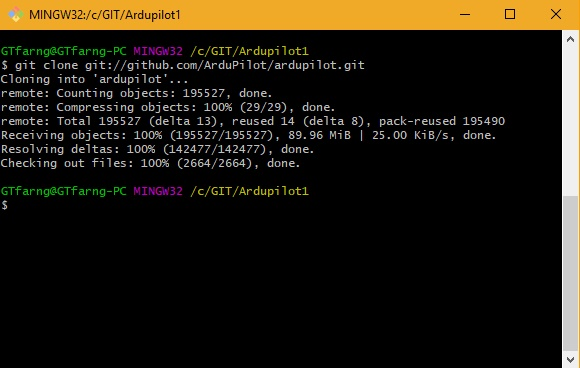 MINGW32:/c/GIT/Ardupilot1
GTfarng@GTfarng-PC MINGW32 /c/GIT/Ardupilot1
$ git clone git://github.com/ArduPilot/ardupilot.git
Cloning into 'ardupilot'...
remote: Counting objects: 195527, done.
remote: Compressing objects: 100% (29/29), done.
remote: Total 195527 (delta 13), reused 14 (delta 8), pack-reused 195490
Receiving objects: 100% (195527/195527), 89.96 MiB | 25.00 KiB/s, done.
Resolving deltas: 100% (142477/142477), done.
Checking out files: 100% (2664/2664), done.
GTfarng@GTfarng-PC MINGW32 /c/GIT/Ardupilot1
$